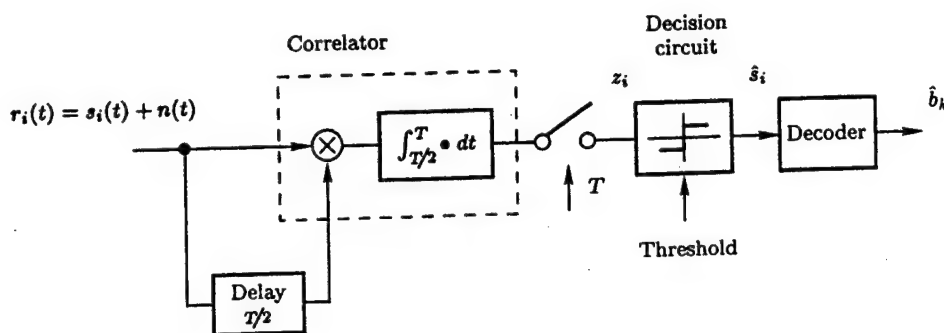 Correlator
Decision
circuit
r_i(t) = s_i(t) + n(t)
z_i
ŝ_i
b̂_k
⊗
∫_{T/2}^{T} • dt
Decoder
T
Threshold
Delay
T/2